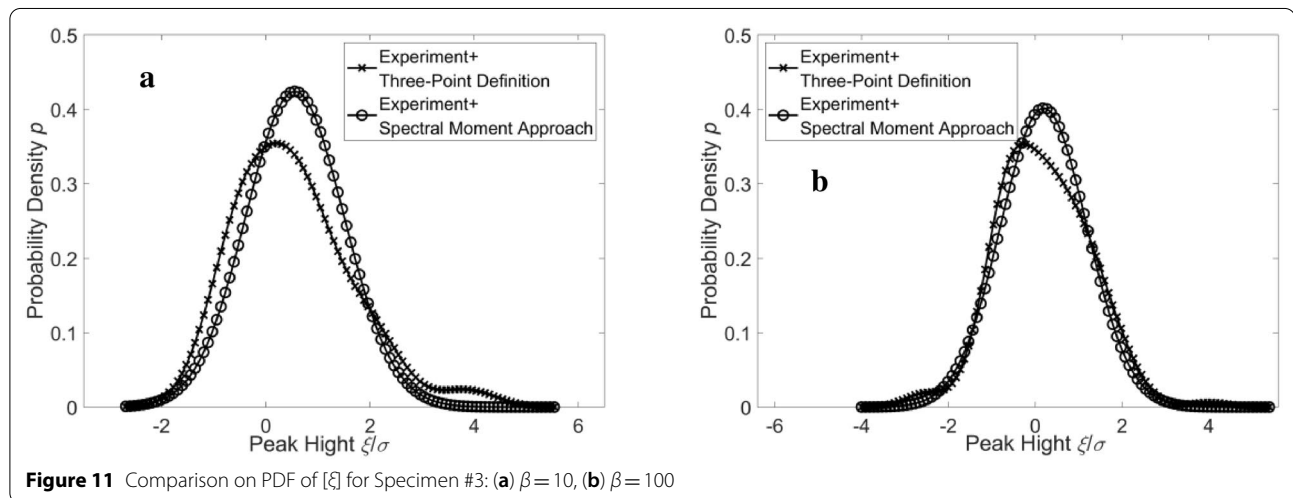 0.5
0.4
0.3
0.2
0.1
0
Probability Density p
-2 0 2 4 6
Peak Hight ξ/σ
a
Experiment+
Three-Point Definition
Experiment+
Spectral Moment Approach
0.5
0.4
0.3
0.2
0.1
0
Probability Density p
-6 -4 -2 0 2 4
Peak Hight ξ/σ
b
Experiment+
Three-Point Definition
Experiment+
Spectral Moment Approach
Figure 11 Comparison on PDF of [ξ] for Specimen #3: (a) β = 10, (b) β = 100